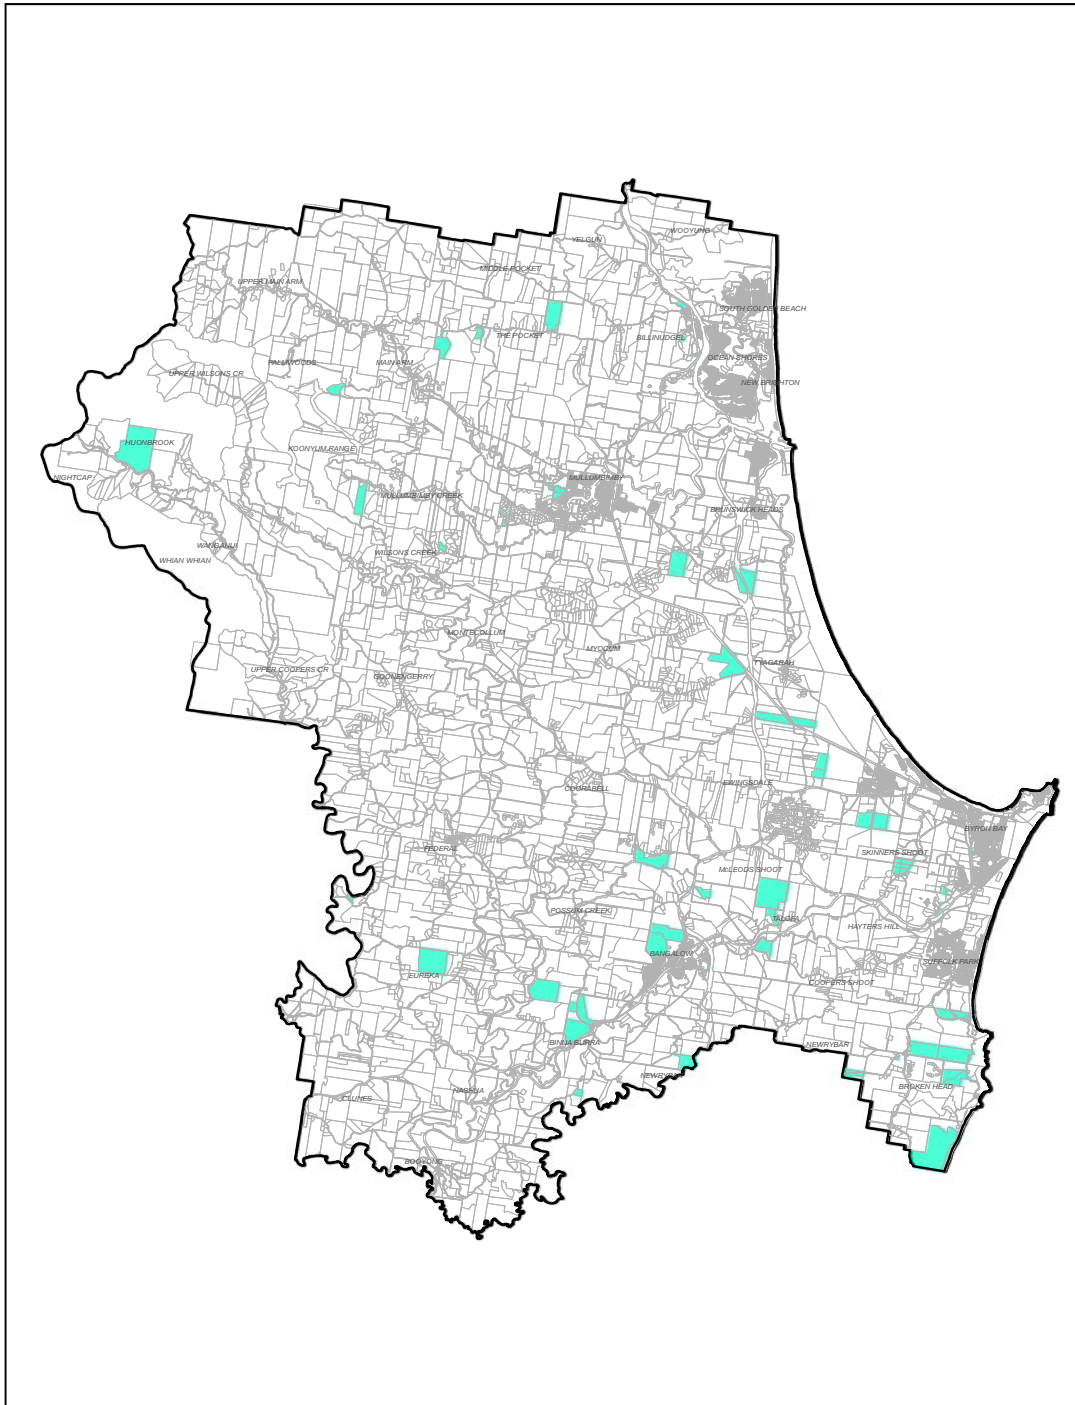 WOOYUNG
YELGUN
MIDDLE POCKET
UPPER MAIN ARM
SOUTH GOLDEN BEACH
THE POCKET
BILLINUDGEL
OCEAN SHORES
PALMWOODS
MAIN ARM
UPPER WILSONS CR
NEW BRIGHTON
HUONBROOK
KOONYUM RANGE
NIGHTCAP
MULLUMBIMBY
MULLUMBIMBY CREEK
BRUNSWICK HEADS
WANGANUI
WILSONS CREEK
WHIAN WHIAN
MONTECOLLUM
MYOCUM
TYAGARAH
UPPER COOPERS CR
GOONENGERRY
EWINGSDALE
COORABELL
BYRON BAY
FEDERAL
SKINNERS SHOOT
McLEODS SHOOT
POSSUM CREEK
TALOFA
HAYTERS HILL
BANGALOW
SUFFOLK PARK
EUREKA
COOPERS SHOOT
BINNA BURRA
NEWRYBAR
NEWRYBAR
BROKEN HEAD
NASHUA
CLUNES
BOOYONG